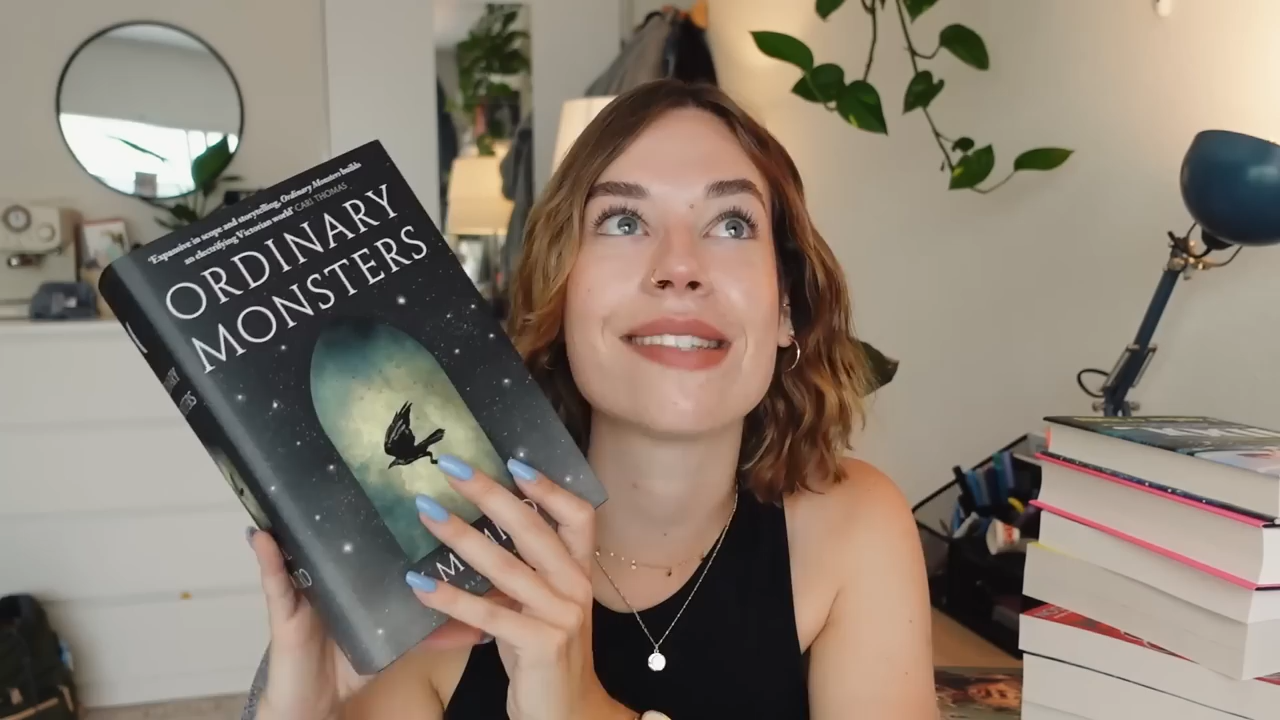 'Expansive in scope and storytelling, Ordinary Monsters builds
an electrifying Victorian world' CARI THOMAS
ORDINARY
MONSTERS